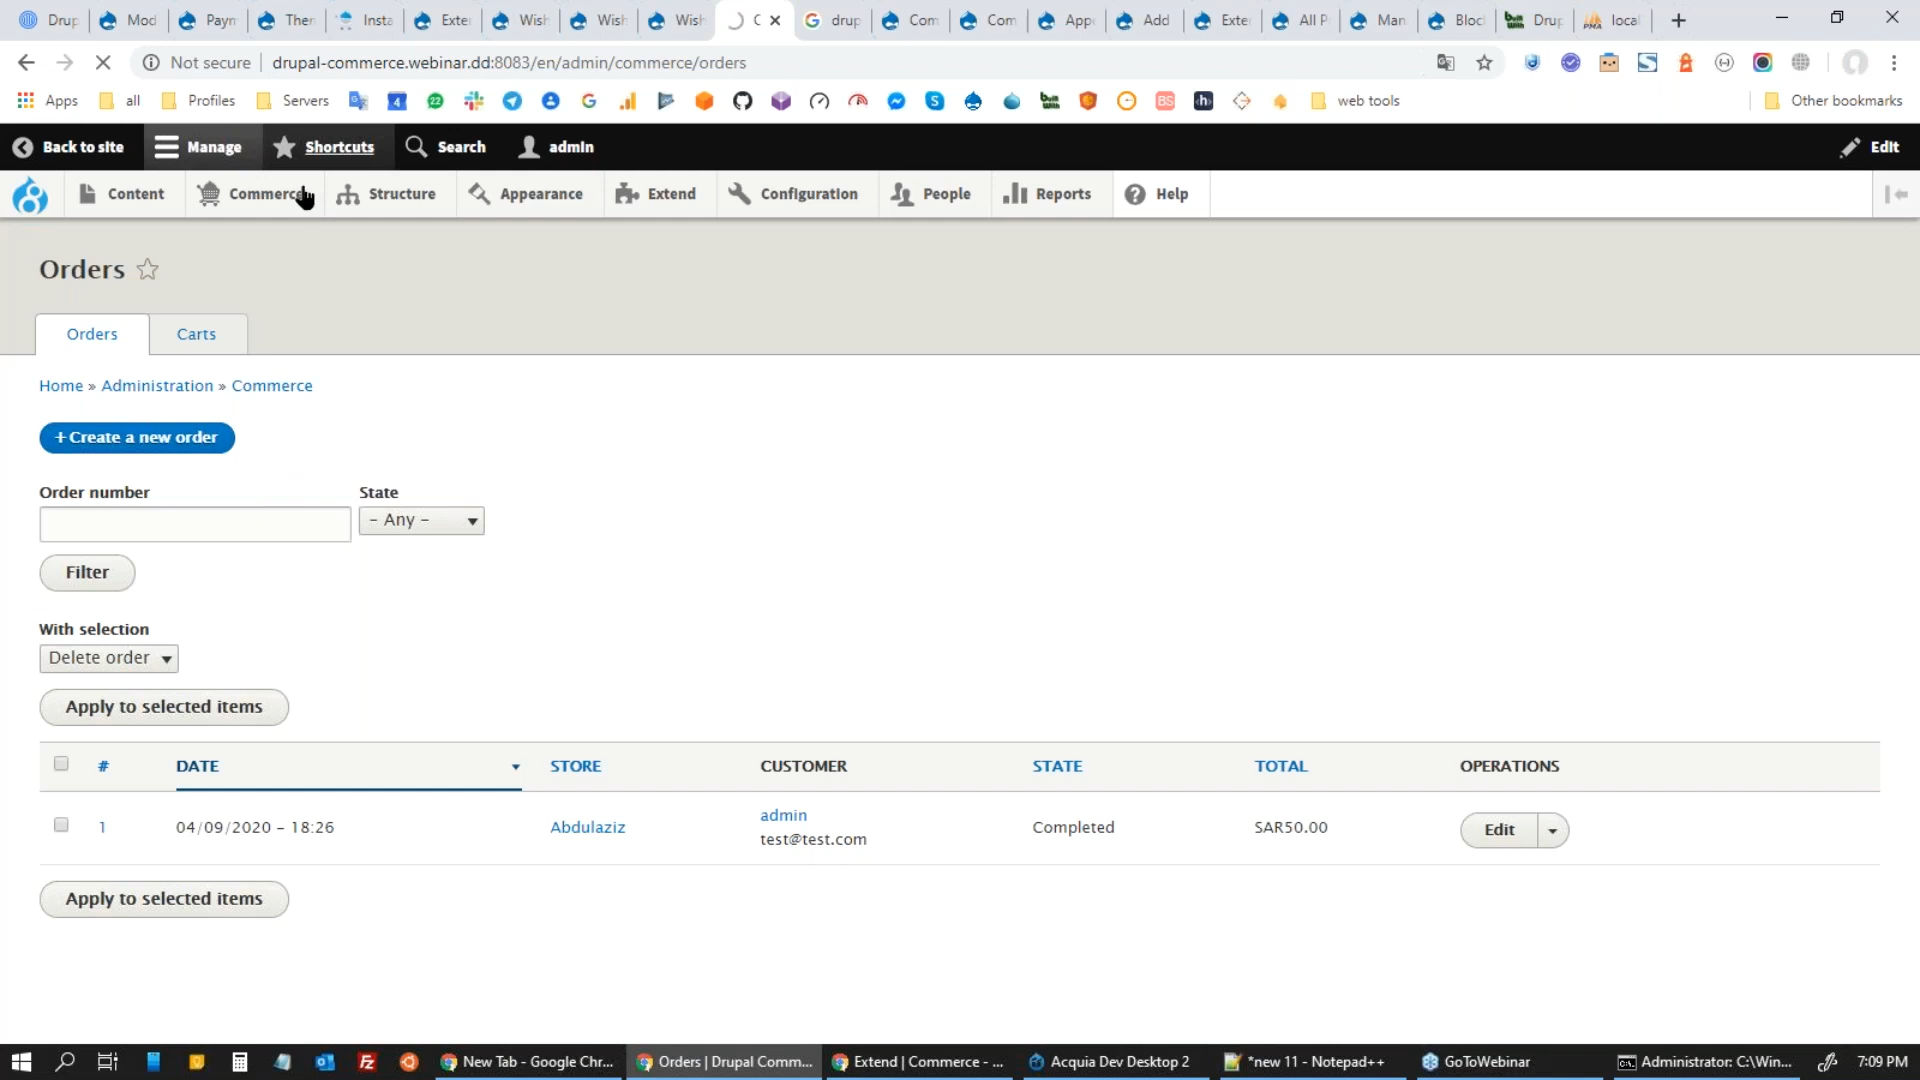 Drup Mod Paym Then Insta Exte Wish Wish Wish C drup Com Com App Add Exte All P Man Bloc Drup local
Not secure | drupal-commerce.webinar.dd:8083/en/admin/commerce/orders
Apps all Profiles Servers web tools Other bookmarks
Back to site Manage Shortcuts Search admin Edit
Content Commerce Structure Appearance Extend Configuration People Reports Help
Orders
Orders Carts
Home » Administration » Commerce
+ Create a new order
Order number State
- Any -
Filter
With selection
Delete order
Apply to selected items
# DATE STORE CUSTOMER STATE TOTAL OPERATIONS
1 04/09/2020 - 18:26 Abdulaziz admin Completed SAR50.00 Edit
test@test.com
Apply to selected items
New Tab - Google Chr... Orders | Drupal Comm... Extend | Commerce - ... Acquia Dev Desktop 2 *new 11 - Notepad++ GoToWebinar Administrator: C:\Win... 7:09 PM